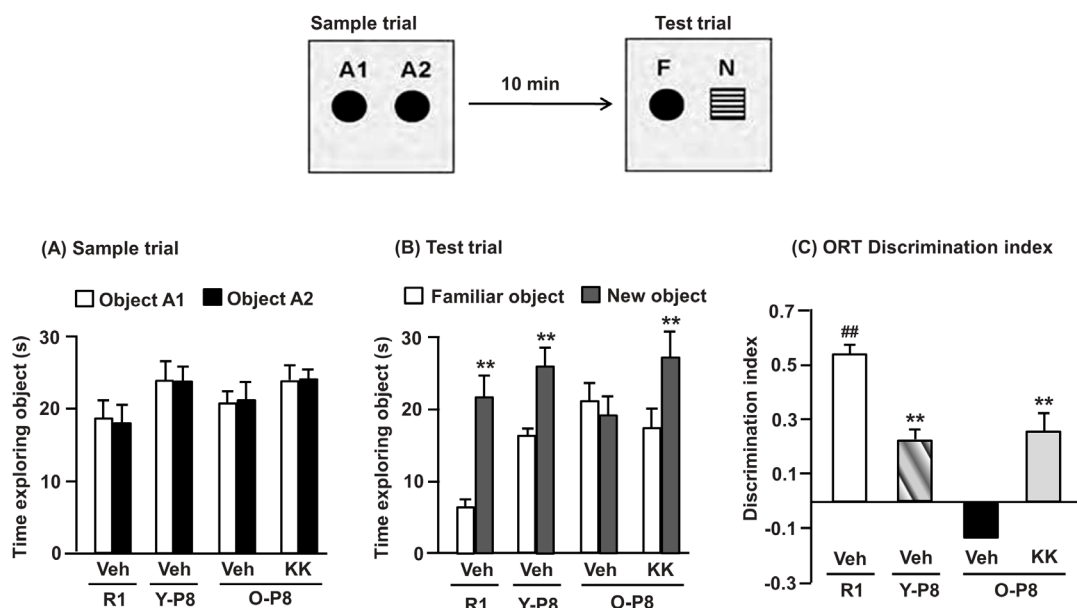 Sample trial
Test trial
A1 A2
10 min
F N
(A) Sample trial
Object A1 Object A2
Time exploring object (s)
30
20
10
0
Veh Veh Veh KK
R1 Y-P8 O-P8
(B) Test trial
Familiar object New object
Time exploring object (s)
30
20
10
0
** ** **
Veh Veh Veh KK
R1 Y-P8 O-P8
(C) ORT Discrimination index
Discrimination index
0.7
0.5
0.3
0.1
-0.1
-0.3
## ** **
Veh Veh Veh KK
R1 Y-P8 O-P8